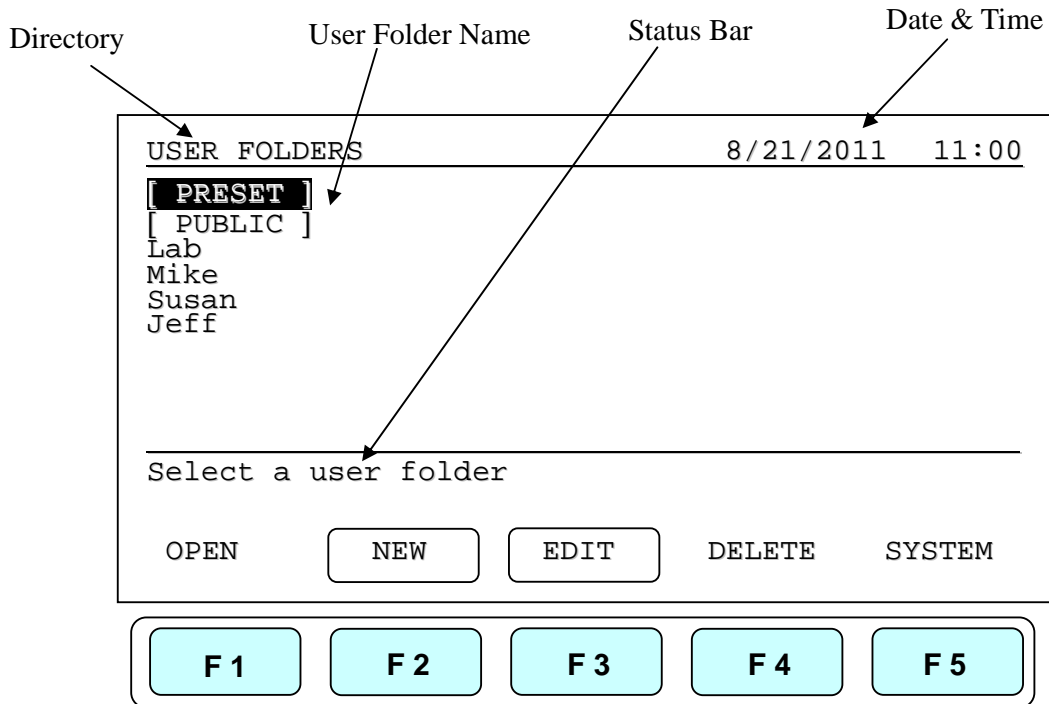 Directory User Folder Name Status Bar Date & Time
USER FOLDERS 8/21/2011 11:00
[ PRESET ]
[ PUBLIC ]
Lab
Mike
Susan
Jeff
Select a user folder
OPEN NEW EDIT DELETE SYSTEM
F 1 F 2 F 3 F 4 F 5